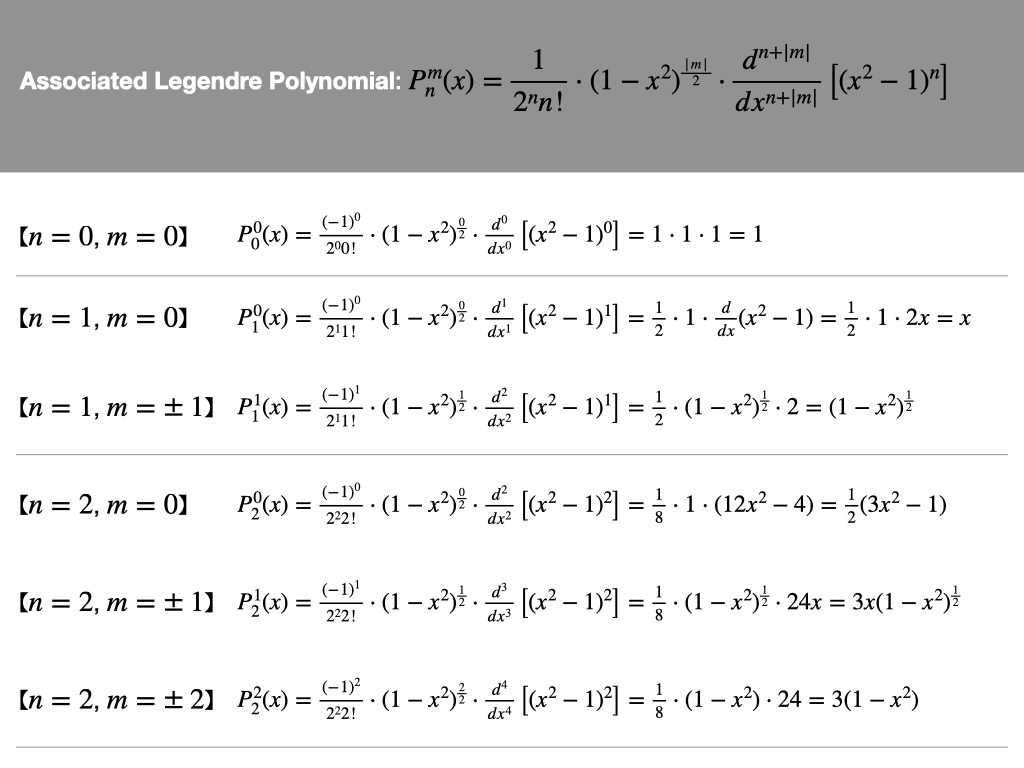 Associated Legendre Polynomial: $P_n^m(x) = \frac{1}{2^n n!} \cdot (1 - x^2)^{\frac{|m|}{2}} \cdot \frac{d^{n+|m|}}{dx^{n+|m|}} \left[(x^2 - 1)^n\right]$
【$n = 0, m = 0$】 $P_0^0(x) = \frac{(-1)^0}{2^0 0!} \cdot (1 - x^2)^{\frac{0}{2}} \cdot \frac{d^0}{dx^0} \left[(x^2 - 1)^0\right] = 1 \cdot 1 \cdot 1 = 1$
【$n = 1, m = 0$】 $P_1^0(x) = \frac{(-1)^0}{2^1 1!} \cdot (1 - x^2)^{\frac{0}{2}} \cdot \frac{d^1}{dx^1} \left[(x^2 - 1)^1\right] = \frac{1}{2} \cdot 1 \cdot \frac{d}{dx}(x^2 - 1) = \frac{1}{2} \cdot 1 \cdot 2x = x$
【$n = 1, m = \pm 1$】 $P_1^1(x) = \frac{(-1)^1}{2^1 1!} \cdot (1 - x^2)^{\frac{1}{2}} \cdot \frac{d^2}{dx^2} \left[(x^2 - 1)^1\right] = \frac{1}{2} \cdot (1 - x^2)^{\frac{1}{2}} \cdot 2 = (1 - x^2)^{\frac{1}{2}}$
【$n = 2, m = 0$】 $P_2^0(x) = \frac{(-1)^0}{2^2 2!} \cdot (1 - x^2)^{\frac{0}{2}} \cdot \frac{d^2}{dx^2} \left[(x^2 - 1)^2\right] = \frac{1}{8} \cdot 1 \cdot (12x^2 - 4) = \frac{1}{2}(3x^2 - 1)$
【$n = 2, m = \pm 1$】 $P_2^1(x) = \frac{(-1)^1}{2^2 2!} \cdot (1 - x^2)^{\frac{1}{2}} \cdot \frac{d^3}{dx^3} \left[(x^2 - 1)^2\right] = \frac{1}{8} \cdot (1 - x^2)^{\frac{1}{2}} \cdot 24x = 3x(1 - x^2)^{\frac{1}{2}}$
【$n = 2, m = \pm 2$】 $P_2^2(x) = \frac{(-1)^2}{2^2 2!} \cdot (1 - x^2)^{\frac{2}{2}} \cdot \frac{d^4}{dx^4} \left[(x^2 - 1)^2\right] = \frac{1}{8} \cdot (1 - x^2) \cdot 24 = 3(1 - x^2)$